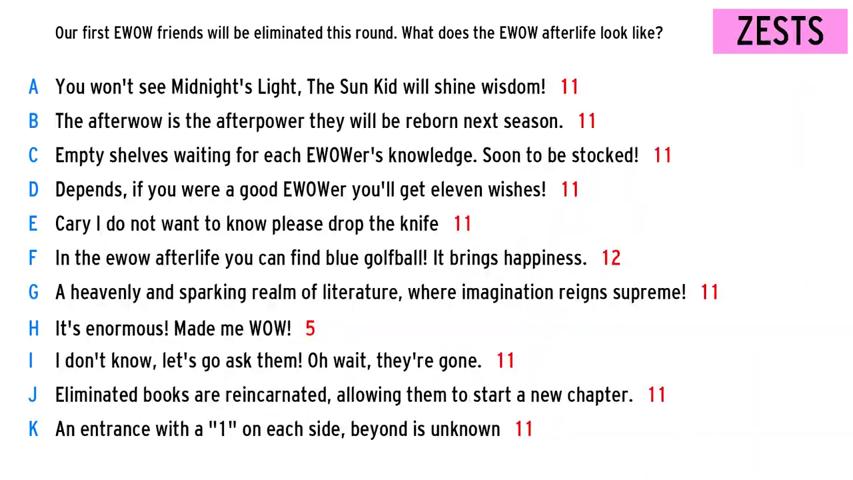 Our first EWOW friends will be eliminated this round. What does the EWOW afterlife look like?
ZESTS
A You won't see Midnight's Light, The Sun Kid will shine wisdom! 11
B The afterwow is the afterpower they will be reborn next season. 11
C Empty shelves waiting for each EWOWer's knowledge. Soon to be stocked! 11
D Depends, if you were a good EWOWer you'll get eleven wishes! 11
E Cary I do not want to know please drop the knife 11
F In the ewow afterlife you can find blue golfball! It brings happiness. 12
G A heavenly and sparking realm of literature, where imagination reigns supreme! 11
H It's enormous! Made me WOW! 5
I I don't know, let's go ask them! Oh wait, they're gone. 11
J Eliminated books are reincarnated, allowing them to start a new chapter. 11
K An entrance with a "1" on each side, beyond is unknown 11